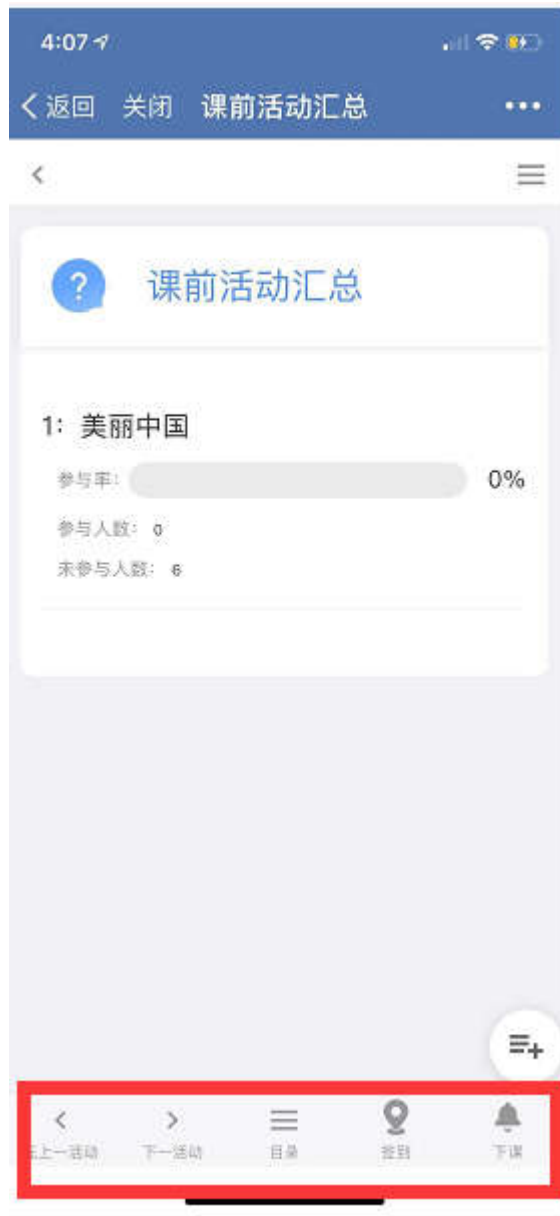 4:07
返回 关闭 课前活动汇总
课前活动汇总
1: 美丽中国
参与率: 0%
参与人数: 0
未参与人数: 6
上一活动 下一活动 目录 签到 下课